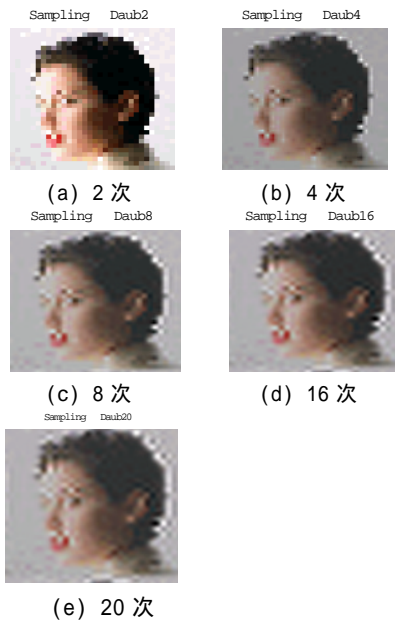 Sampling Daub2 Sampling Daub4
(a) 2 次 (b) 4 次
Sampling Daub8 Sampling Daub16
(c) 8 次 (d) 16 次
Sampling Daub20
(e) 20 次